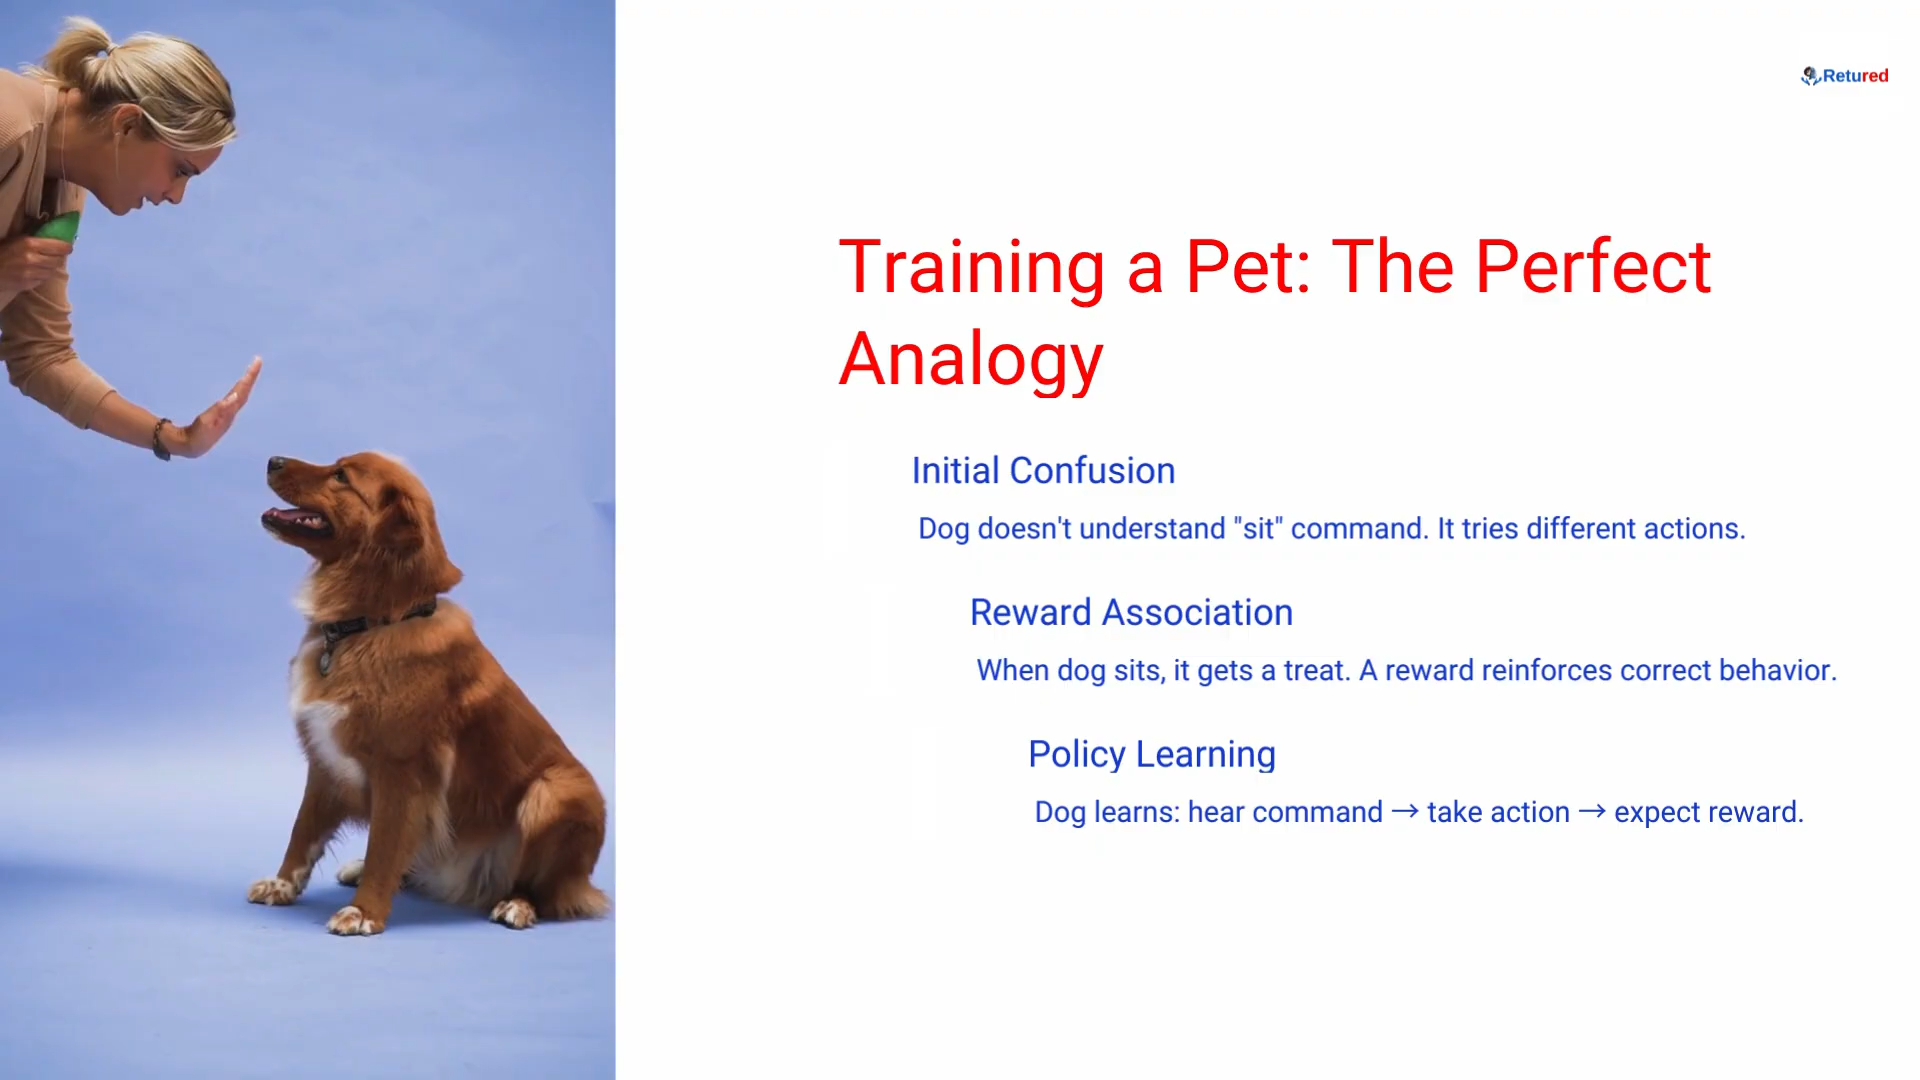 Retured
Training a Pet: The Perfect
Analogy
Initial Confusion
Dog doesn't understand "sit" command. It tries different actions.
Reward Association
When dog sits, it gets a treat. A reward reinforces correct behavior.
Policy Learning
Dog learns: hear command → take action → expect reward.